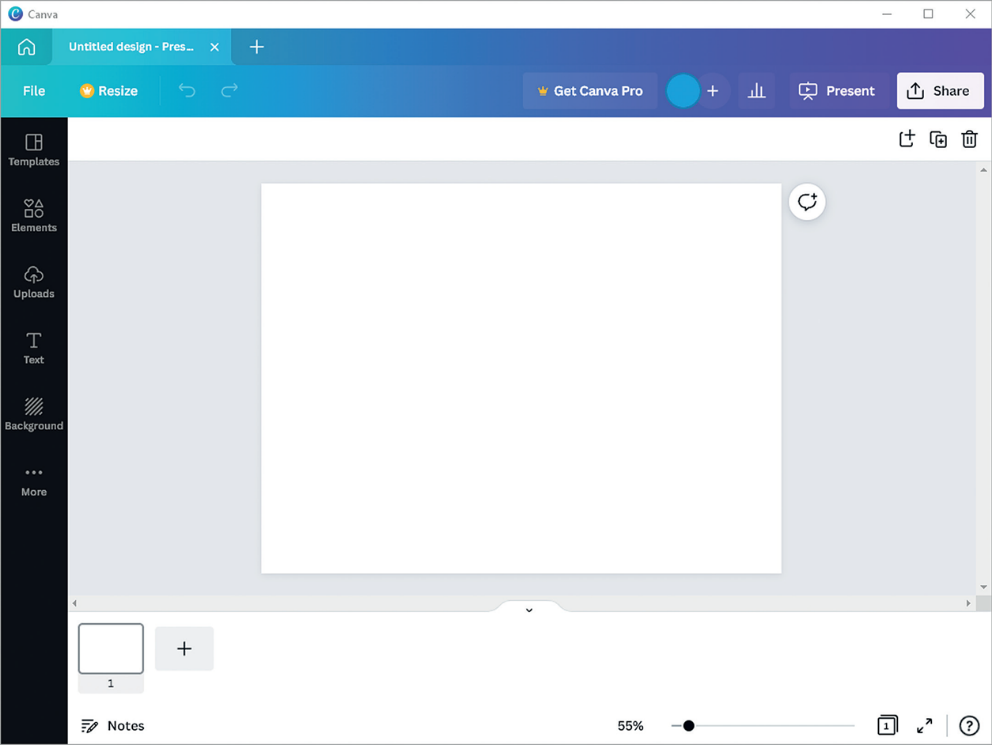 Canva
Untitled design - Pres...
File
Resize
Get Canva Pro
Present
Share
Templates
Elements
Uploads
Text
Background
More
1
Notes
55%
1